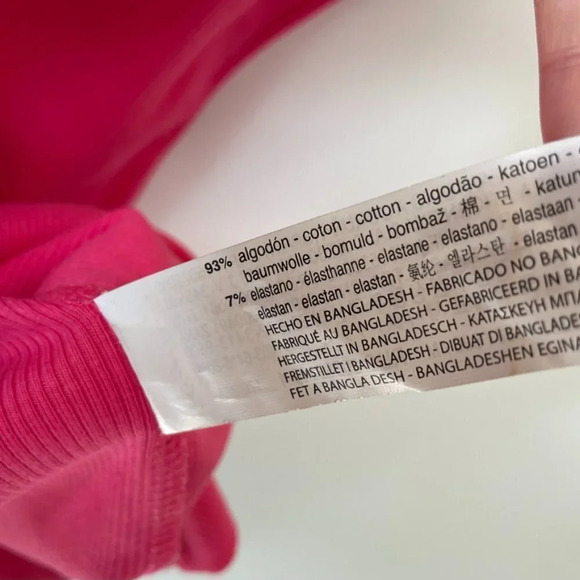 93% algodón - coton - cotton - algodão - katoen -
baumwolle - bomuld - bombaž - 棉 - 면 - katun
7% elastano - élasthanne - elastane - elastano - elastaan -
elastan - elastan - elastan - 氨纶 - 엘라스탄 - elastan
HECHO EN BANGLADESH - FABRICADO NO BANG
FABRIQUÉ AU BANGLADESH - GEFABRICEERD IN BA
HERGESTELLT IN BANGLADESCH - ΚΑΤΑΣΚΕΥΗ ΜΠΑ
FREMSTILLET I BANGLADESH - DIBUAT DI BANGLADES
FET A BANGLA DESH - BANGLADESHEN EGINA